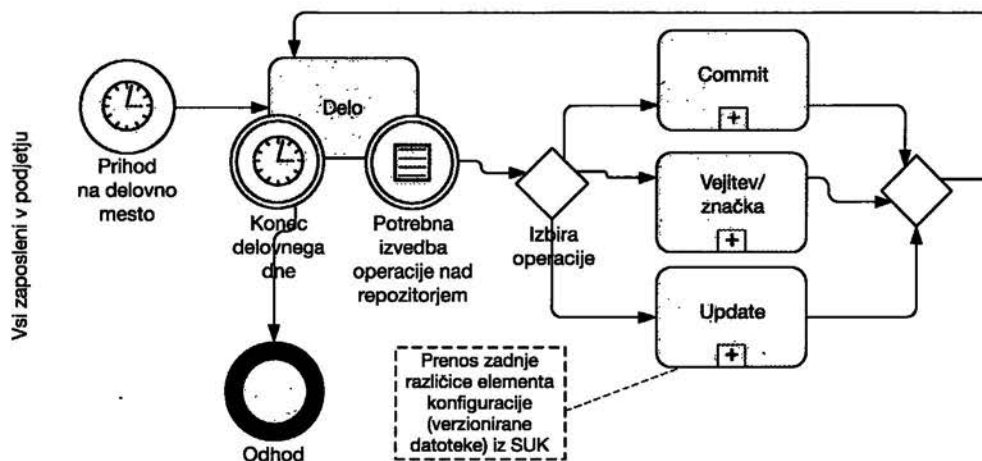 Vsi zaposleni v podjetju
Prihod
na delovno
mesto
Delo
Konec
delovnega
dne
Potrebna
izvedba
operacije nad
repozitorjem
Izbira
operacije
Commit
Vejitev/
značka
Update
Prenos zadnje
različice elementa
konfiguracije
(verzionirane
datoteke) iz SUK
Odhod